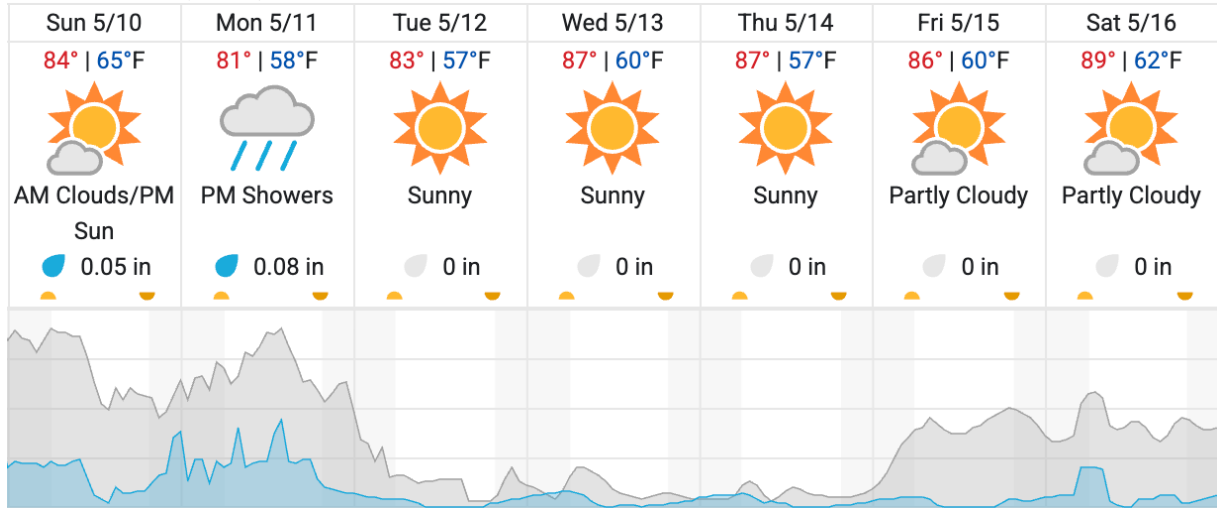 Sun 5/10
84° | 65°F
AM Clouds/PM
Sun
0.05 in
Mon 5/11
81° | 58°F
PM Showers
0.08 in
Tue 5/12
83° | 57°F
Sunny
0 in
Wed 5/13
87° | 60°F
Sunny
0 in
Thu 5/14
87° | 57°F
Sunny
0 in
Fri 5/15
86° | 60°F
Partly Cloudy
0 in
Sat 5/16
89° | 62°F
Partly Cloudy
0 in